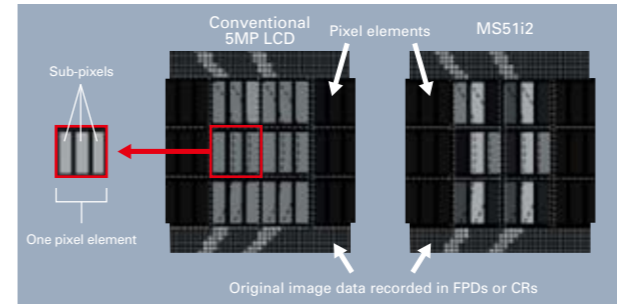 Conventional
5MP LCD
Pixel elements
MS51i2
Sub-pixels
One pixel element
Original image data recorded in FPDs or CRs